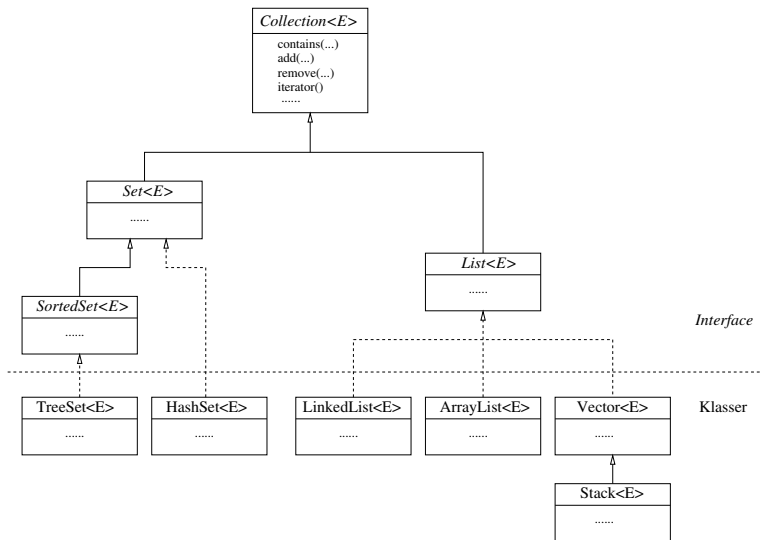 Collection<E>
contains(...)
add(...)
remove(...)
iterator()
......
Set<E>
......
List<E>
......
SortedSet<E>
......
Interface
TreeSet<E>
......
HashSet<E>
......
LinkedList<E>
......
ArrayList<E>
......
Vector<E>
......
Klasser
Stack<E>
......